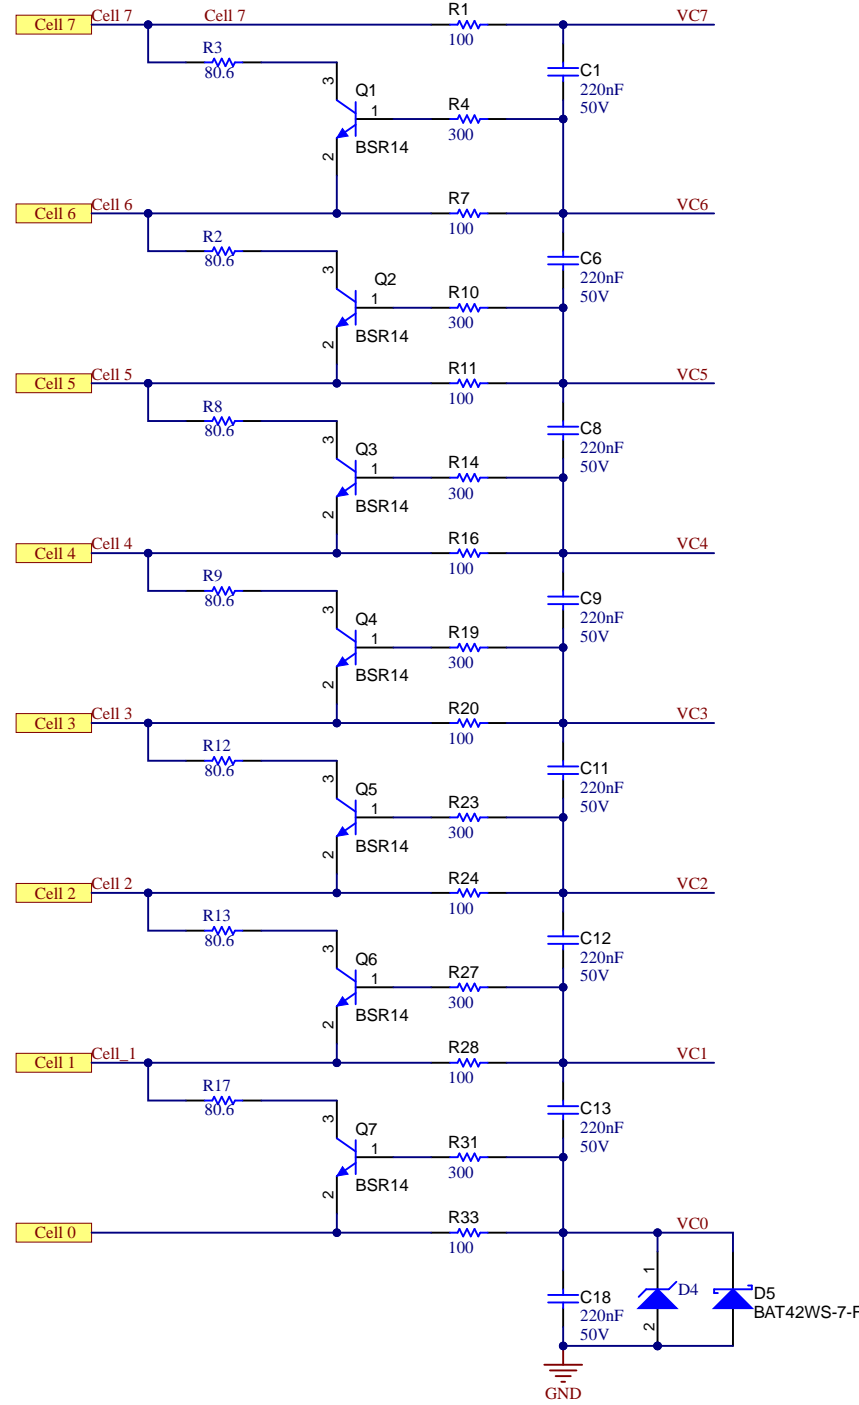 Cell 7
Cell 7
Cell 7
R1
100
VC7
R3
80.6
C1
220nF
50V
3
Q1
1
BSR14
2
R4
300
Cell 6
Cell 6
R7
100
VC6
R2
80.6
C6
220nF
50V
3
Q2
1
BSR14
2
R10
300
Cell 5
Cell 5
R11
100
VC5
R8
80.6
C8
220nF
50V
3
Q3
1
BSR14
2
R14
300
Cell 4
Cell 4
R16
100
VC4
R9
80.6
C9
220nF
50V
3
Q4
1
BSR14
2
R19
300
Cell 3
Cell 3
R20
100
VC3
R12
80.6
C11
220nF
50V
3
Q5
1
BSR14
2
R23
300
Cell 2
Cell 2
R24
100
VC2
R13
80.6
C12
220nF
50V
3
Q6
1
BSR14
2
R27
300
Cell 1
Cell_1
R28
100
VC1
R17
80.6
C13
220nF
50V
3
Q7
1
BSR14
2
R31
300
Cell 0
R33
100
VC0
C18
220nF
50V
1
D4
2
D5
BAT42WS-7-F
GND